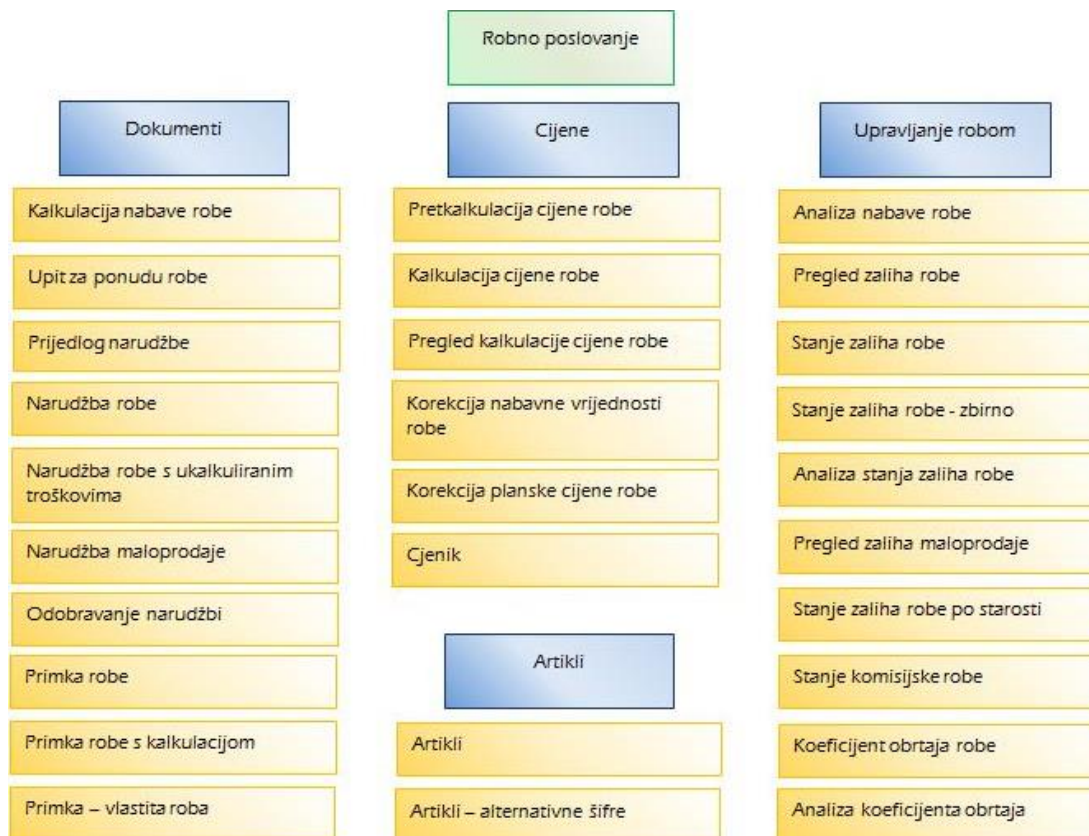 Robno poslovanje
Dokumenti
Kalkulacija nabave robe
Upit za ponudu robe
Prijedlog narudžbe
Narudžba robe
Narudžba robe s ukalkuliranim
troškovima
Narudžba maloprodaje
Odobravanje narudžbi
Primka robe
Primka robe s kalkulacijom
Primka – vlastita roba
Cijene
Pretkalkulacija cijene robe
Kalkulacija cijene robe
Pregled kalkulacije cijene robe
Korekcija nabavne vrijednosti
robe
Korekcija planske cijene robe
Cjenik
Artikli
Artikli
Artikli – alternativne šifre
Upravljanje robom
Analiza nabave robe
Pregled zaliha robe
Stanje zaliha robe
Stanje zaliha robe - zbirno
Analiza stanja zaliha robe
Pregled zaliha maloprodaje
Stanje zaliha robe po starosti
Stanje komisijske robe
Koeficijent obrtaja robe
Analiza koeficijenta obrtaja